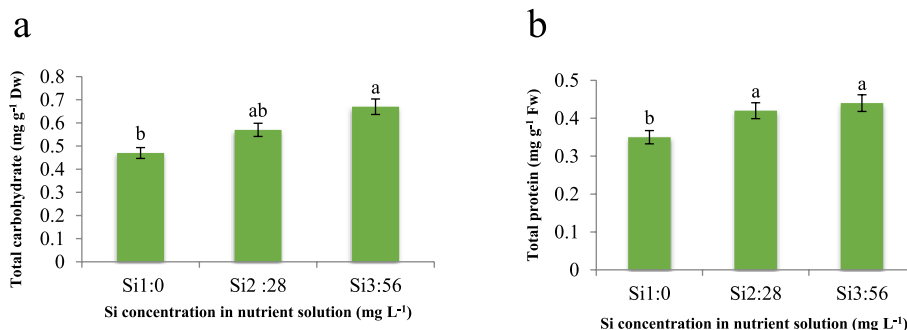 a
Total carbohydrate (mg g-1 Dw)
0.8
0.7
0.6
0.5
0.4
0.3
0.2
0.1
0
b
ab
a
Si1:0
Si2 :28
Si3:56
Si concentration in nutrient solution (mg L-1)
b
Total protein (mg g-1 Fw)
0.5
0.4
0.3
0.2
0.1
0
b
a
a
Si1:0
Si2:28
Si3:56
Si concentration in nutrient solution (mg L-1)